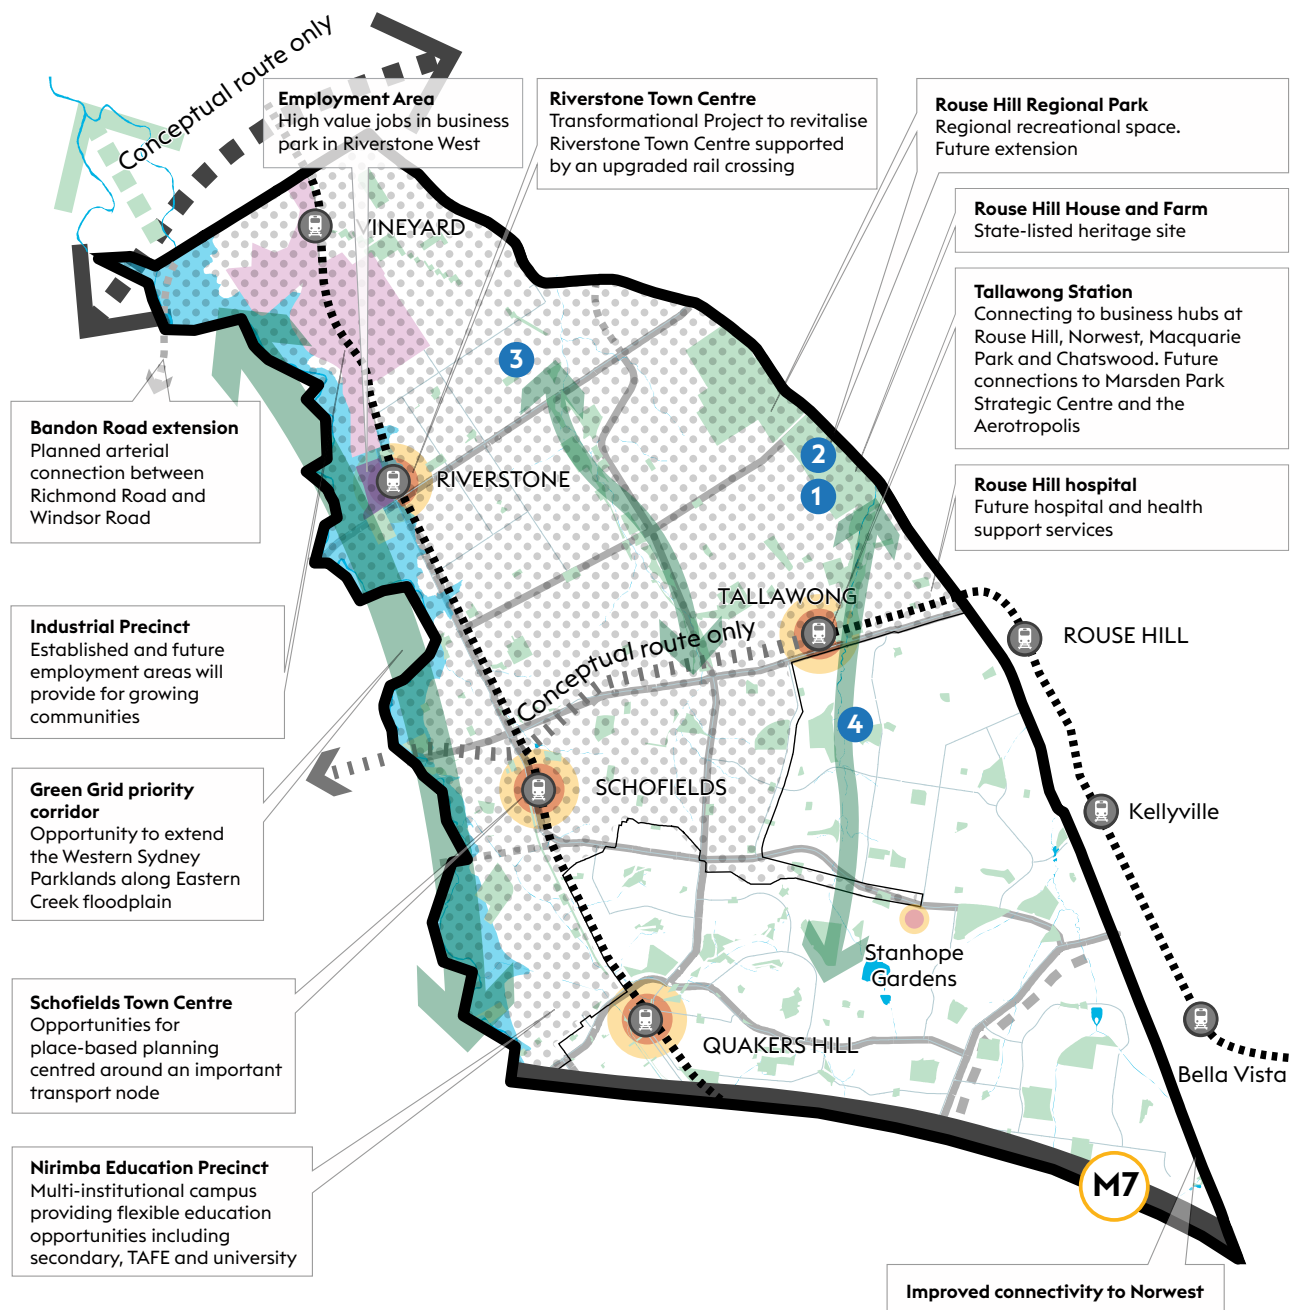 Conceptual route only
Employment Area
High value jobs in business
park in Riverstone West
Riverstone Town Centre
Transformational Project to revitalise
Riverstone Town Centre supported
by an upgraded rail crossing
Rouse Hill Regional Park
Regional recreational space.
Future extension
Rouse Hill House and Farm
State-listed heritage site
Tallawong Station
Connecting to business hubs at
Rouse Hill, Norwest, Macquarie
Park and Chatswood. Future
connections to Marsden Park
Strategic Centre and the
Aerotropolis
Rouse Hill hospital
Future hospital and health
support services
VINEYARD
3
2
1
RIVERSTONE
TALLAWONG
ROUSE HILL
Conceptual route only
4
SCHOFIELDS
Kellyville
Stanhope
Gardens
QUAKERS HILL
Bella Vista
M7
Bandon Road extension
Planned arterial
connection between
Richmond Road and
Windsor Road
Industrial Precinct
Established and future
employment areas will
provide for growing
communities
Green Grid priority
corridor
Opportunity to extend
the Western Sydney
Parklands along Eastern
Creek floodplain
Schofields Town Centre
Opportunities for
place-based planning
centred around an important
transport node
Nirimba Education Precinct
Multi-institutional campus
providing flexible education
opportunities including
secondary, TAFE and university
Improved connectivity to Norwest